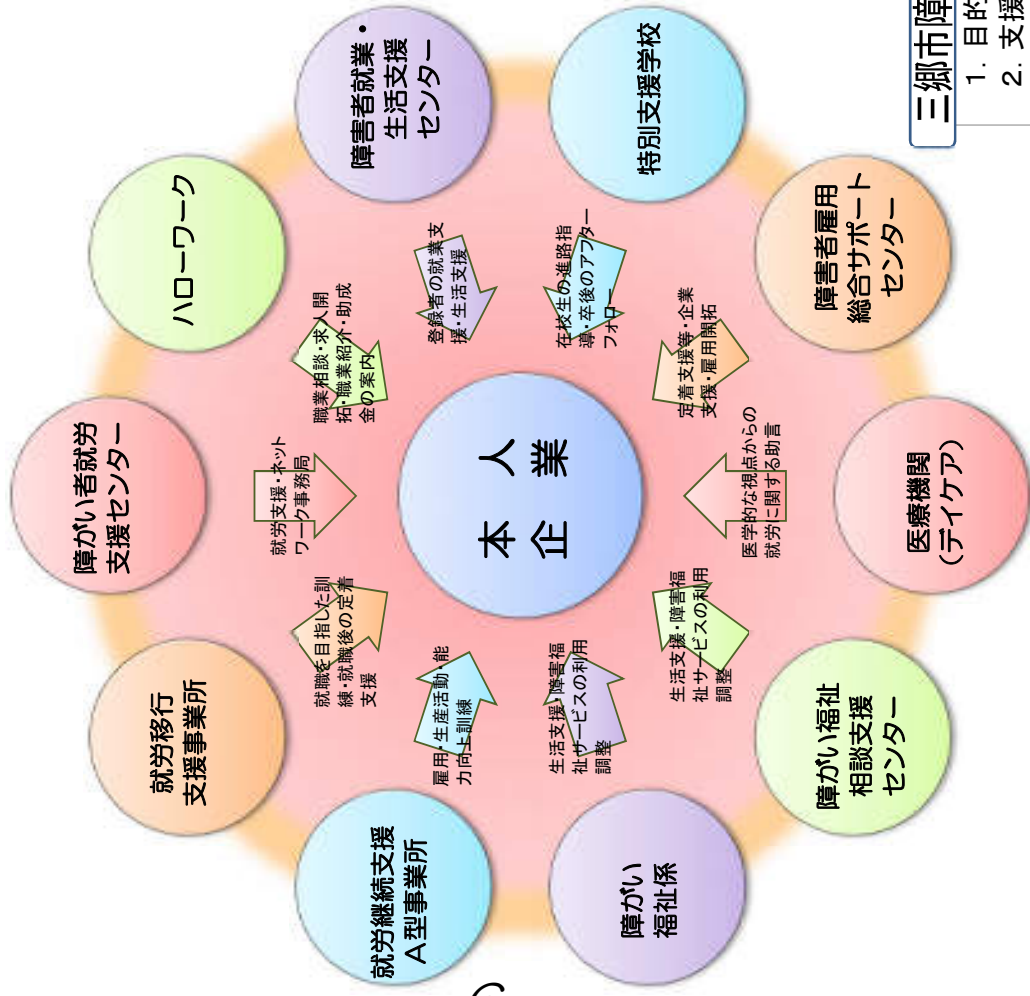 障がい者就労
支援センター
ハローワーク
障害者就業・
生活支援
センター
特別支援学校
障害者雇用
総合サポート
センター
医療機関
(デイケア)
障がい福祉
相談支援
センター
障がい
福祉係
就労継続支援
A型事業所
就労移行
支援事業所
就労支援・ネット
ワーク事務局
職業相談・求人開
拓・職業紹介・助成
金の案内
登録者の就業支
援・生活支援
在校生の進路指
導・卒後のアフター
フォロー
定着支援等・企業
支援・雇用開拓
医学的な視点からの
就労に関する助言
生活支援・障害福
祉サービスの利用
調整
生活支援・障害福
祉サービスの利用
調整
雇用・生産活動・能
力向上訓練
就職を目指した訓
練・就職後の定着
支援
本人
企業
三郷市障
1. 目的
2. 支援